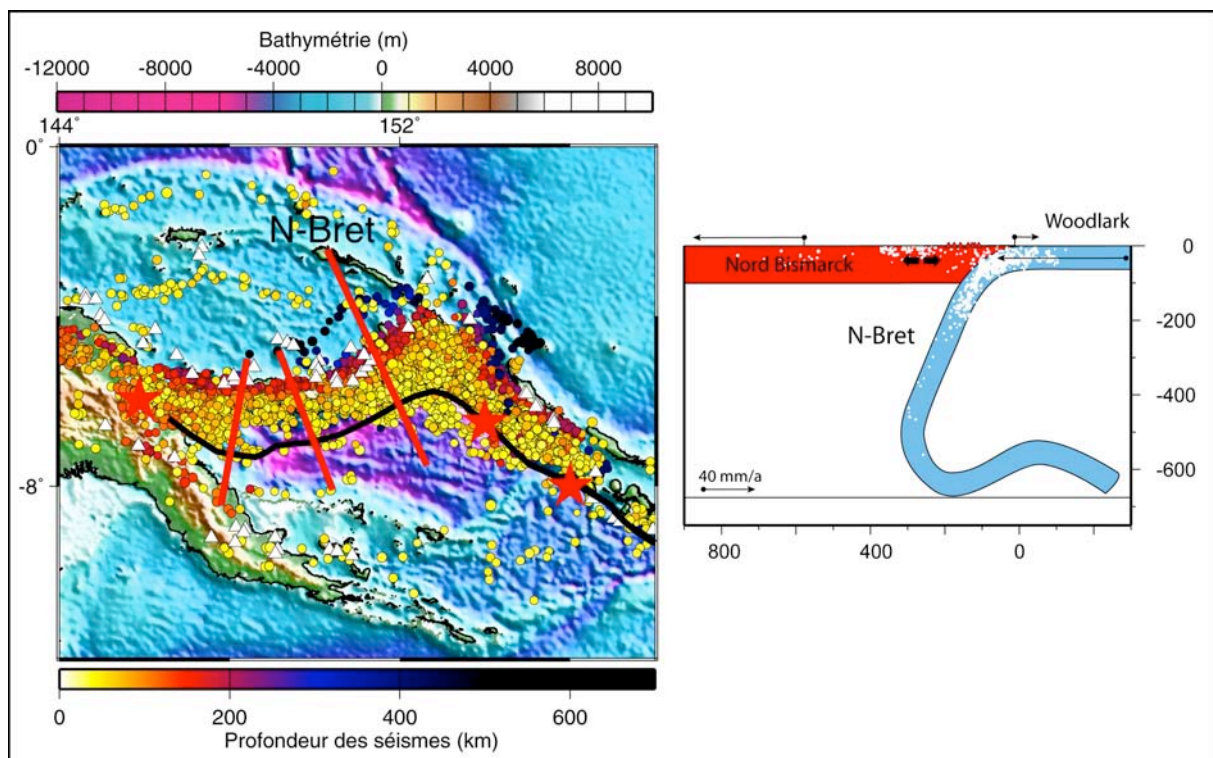 Bathymétrie (m)
-12000 -8000 -4000 0 4000 8000
144° 152°
0°
N-Bret
-8°
0 200 400 600
Profondeur des séismes (km)
Woodlark
Nord Bismarck
0
N-Bret
-200
-400
-600
40 mm/a
800 400 0